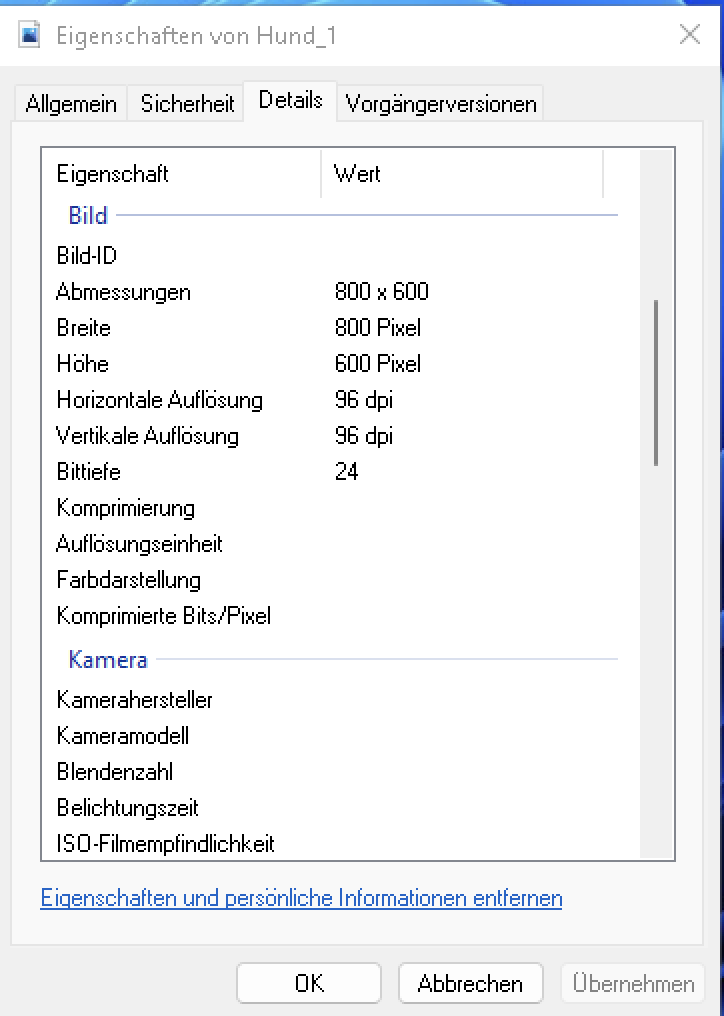 Eigenschaften von Hund_1
Allgemein Sicherheit Details Vorgängerversionen
Eigenschaft Wert
Bild
Bild-ID
Abmessungen 800 x 600
Breite 800 Pixel
Höhe 600 Pixel
Horizontale Auflösung 96 dpi
Vertikale Auflösung 96 dpi
Bittiefe 24
Komprimierung
Auflösungseinheit
Farbdarstellung
Komprimierte Bits/Pixel
Kamera
Kamerahersteller
Kameramodell
Blendenzahl
Belichtungszeit
ISO-Filmempfindlichkeit
Eigenschaften und persönliche Informationen entfernen
OK Abbrechen Übernehmen